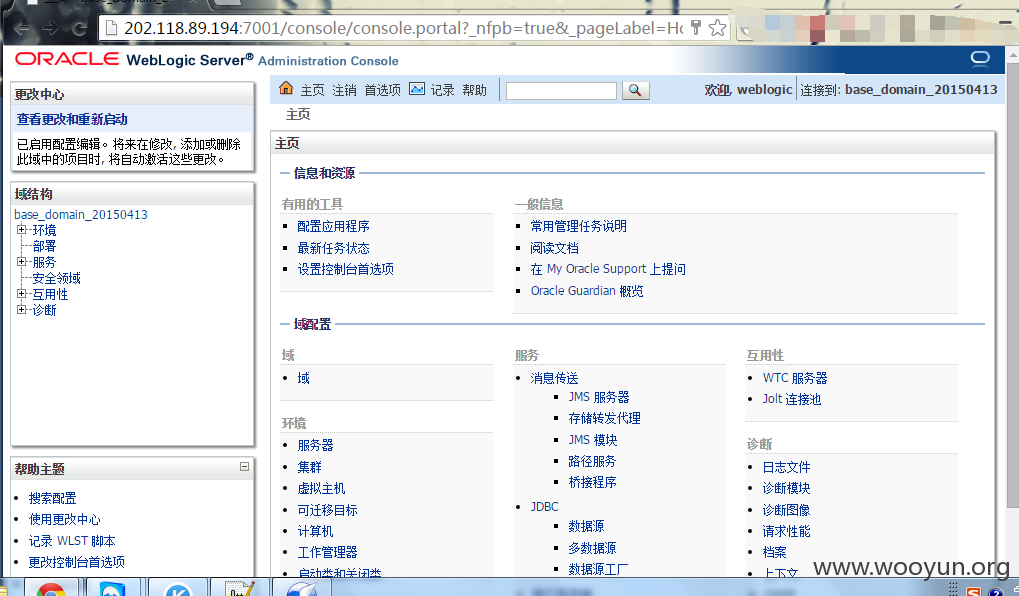 202.118.89.194:7001/console/console.portal?_nfpb=true&_pageLabel=Ho
ORACLE WebLogic Server® Administration Console
更改中心
查看更改和重新启动
已启用配置编辑。将来在修改, 添加或删除
此域中的项目时, 将自动激活这些更改。
域结构
base_domain_20150413
环境
部署
服务
安全领域
互用性
诊断
帮助主题
搜索配置
使用更改中心
记录 WLST 脚本
更改控制台首选项
主页 注销 首选项 记录 帮助
欢迎, weblogic 连接到: base_domain_20150413
主页
主页
信息和资源
有用的工具
配置应用程序
最新任务状态
设置控制台首选项
一般信息
常用管理任务说明
阅读文档
在 My Oracle Support 上提问
Oracle Guardian 概览
域配置
域
域
环境
服务器
集群
虚拟主机
可迁移目标
计算机
工作管理器
启动类和关闭类
服务
消息传送
JMS 服务器
存储转发代理
JMS 模块
路径服务
桥接程序
JDBC
数据源
多数据源
数据源工厂
互用性
WTC 服务器
Jolt 连接池
诊断
日志文件
诊断模块
诊断图像
请求性能
档案
上下文
www.wooyun.org